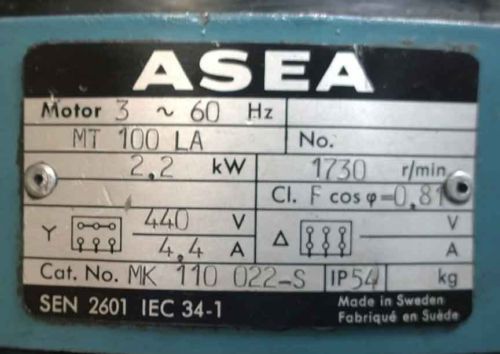 ASEA
Motor 3 ~ 60 Hz
MT 100 LA No.
2,2 kW 1730 r/min
Cl. F cos φ=0,81
Y 440 V Δ V
4,4 A A
Cat. No. MK 110 022-S IP 54 kg
SEN 2601 IEC 34-1 Made in Sweden
Fabriqué en Suède